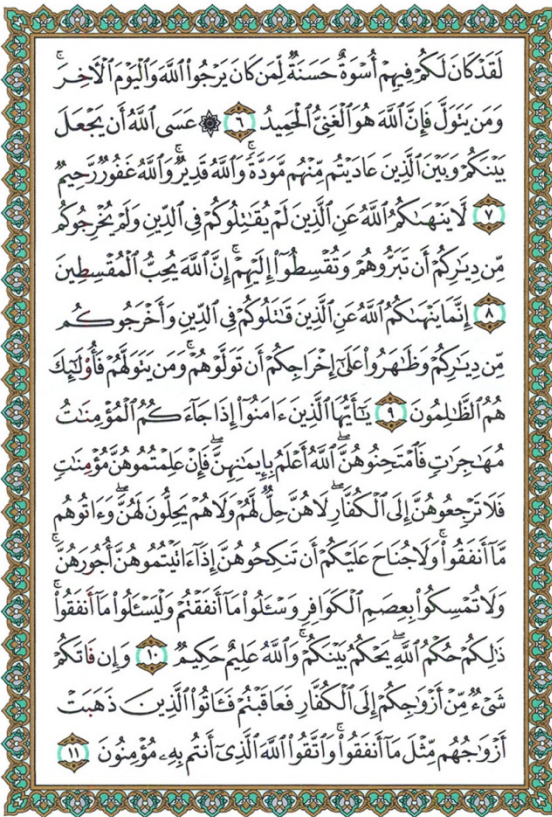 لَقَدْ كَانَ لَكُمْ فِيهِمْ أُسْوَةٌ حَسَنَةٌ لِّمَن كَانَ يَرْجُوا۟ ٱللَّهَ وَٱلْيَوْمَ ٱلْـَٔاخِرَ ۚ
وَمَن يَتَوَلَّ فَإِنَّ ٱللَّهَ هُوَ ٱلْغَنِىُّ ٱلْحَمِيدُ ٦ ۞ عَسَى ٱللَّهُ أَن يَجْعَلَ
بَيْنَكُمْ وَبَيْنَ ٱلَّذِينَ عَادَيْتُم مِّنْهُم مَّوَدَّةً ۚ وَٱللَّهُ قَدِيرٌ ۚ وَٱللَّهُ غَفُورٌ رَّحِيمٌ
٧ لَّا يَنْهَىٰكُمُ ٱللَّهُ عَنِ ٱلَّذِينَ لَمْ يُقَـٰتِلُوكُمْ فِى ٱلدِّينِ وَلَمْ يُخْرِجُوكُم
مِّن دِيَـٰرِكُمْ أَن تَبَرُّوهُمْ وَتُقْسِطُوٓا۟ إِلَيْهِمْ ۚ إِنَّ ٱللَّهَ يُحِبُّ ٱلْمُقْسِطِينَ
٨ إِنَّمَا يَنْهَىٰكُمُ ٱللَّهُ عَنِ ٱلَّذِينَ قَـٰتَلُوكُمْ فِى ٱلدِّينِ وَأَخْرَجُوكُم
مِّن دِيَـٰرِكُمْ وَظَـٰهَرُوا۟ عَلَىٰٓ إِخْرَاجِكُمْ أَن تَوَلَّوْهُمْ ۚ وَمَن يَتَوَلَّهُمْ فَأُو۟لَـٰٓئِكَ
هُمُ ٱلظَّـٰلِمُونَ ٩ يَـٰٓأَيُّهَا ٱلَّذِينَ ءَامَنُوٓا۟ إِذَا جَآءَكُمُ ٱلْمُؤْمِنَـٰتُ
مُهَـٰجِرَٰتٍ فَٱمْتَحِنُوهُنَّ ۖ ٱللَّهُ أَعْلَمُ بِإِيمَـٰنِهِنَّ ۖ فَإِنْ عَلِمْتُمُوهُنَّ مُؤْمِنَـٰتٍ
فَلَا تَرْجِعُوهُنَّ إِلَى ٱلْكُفَّارِ ۖ لَا هُنَّ حِلٌّ لَّهُمْ وَلَا هُمْ يَحِلُّونَ لَهُنَّ ۖ وَءَاتُوهُم
مَّآ أَنفَقُوا۟ ۚ وَلَا جُنَاحَ عَلَيْكُمْ أَن تَنكِحُوهُنَّ إِذَآ ءَاتَيْتُمُوهُنَّ أُجُورَهُنَّ ۚ
وَلَا تُمْسِكُوا۟ بِعِصَمِ ٱلْكَوَافِرِ وَسْـَٔلُوا۟ مَآ أَنفَقْتُمْ وَلْيَسْـَٔلُوا۟ مَآ أَنفَقُوا۟ ۚ
ذَٰلِكُمْ حُكْمُ ٱللَّهِ ۖ يَحْكُمُ بَيْنَكُمْ ۚ وَٱللَّهُ عَلِيمٌ حَكِيمٌ ١٠ وَإِن فَاتَكُمْ
شَىْءٌ مِّنْ أَزْوَٰجِكُمْ إِلَى ٱلْكُفَّارِ فَعَاقَبْتُمْ فَـَٔاتُوا۟ ٱلَّذِينَ ذَهَبَتْ
أَزْوَٰجُهُم مِّثْلَ مَآ أَنفَقُوا۟ ۚ وَٱتَّقُوا۟ ٱللَّهَ ٱلَّذِىٓ أَنتُم بِهِۦ مُؤْمِنُونَ ١١